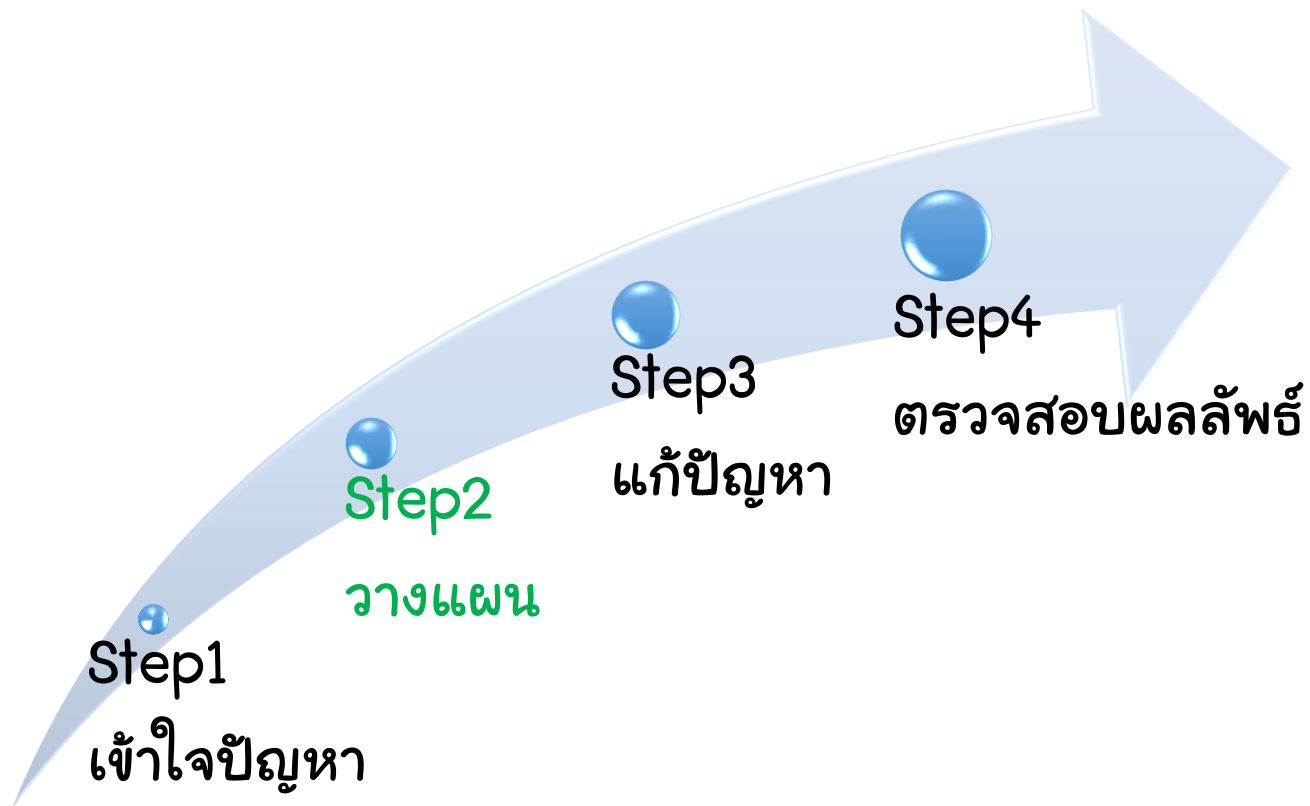 Step1
เข้าใจปัญหา
Step2
วางแผน
Step3
แก้ปัญหา
Step4
ตรวจสอบผลลัพธ์